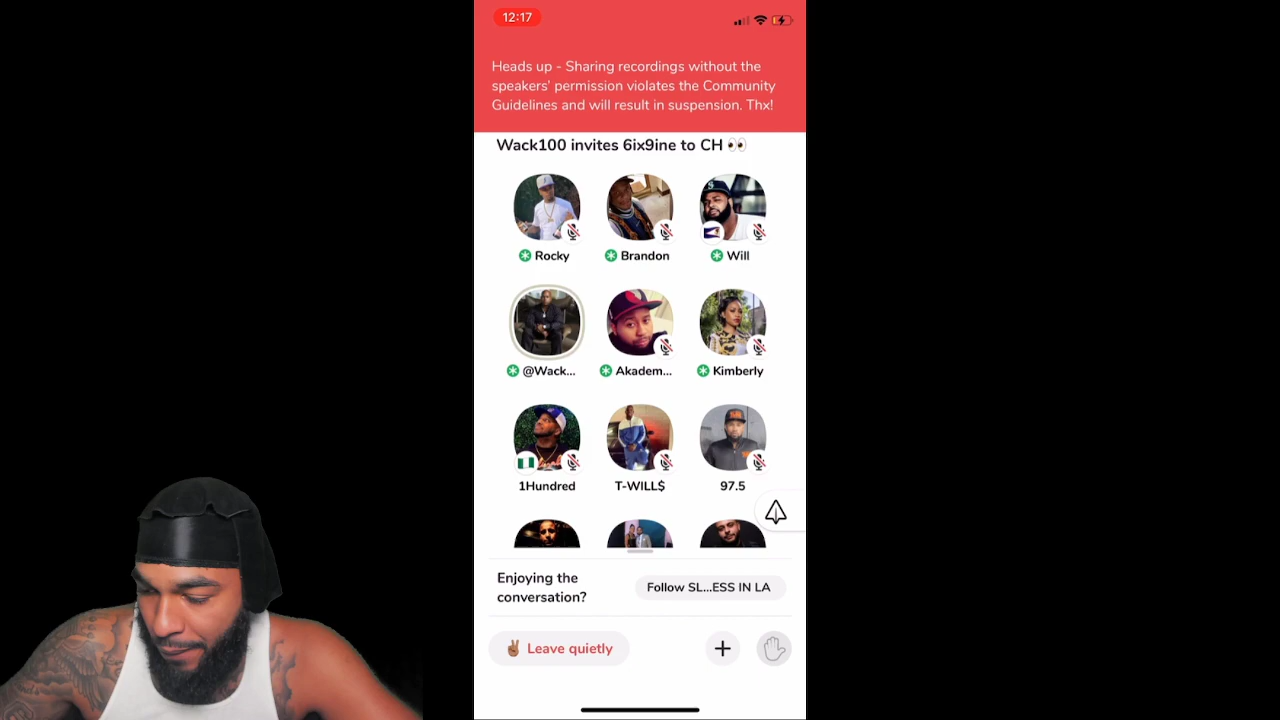 12:17
Heads up - Sharing recordings without the
speakers' permission violates the Community
Guidelines and will result in suspension. Thx!
Wack100 invites 6ix9ine to CH 👀
Rocky
Brandon
Will
@Wack...
Akadem...
Kimberly
1Hundred
T-WILL$
97.5
Enjoying the
conversation?
Follow SL...ESS IN LA
✌🏽 Leave quietly